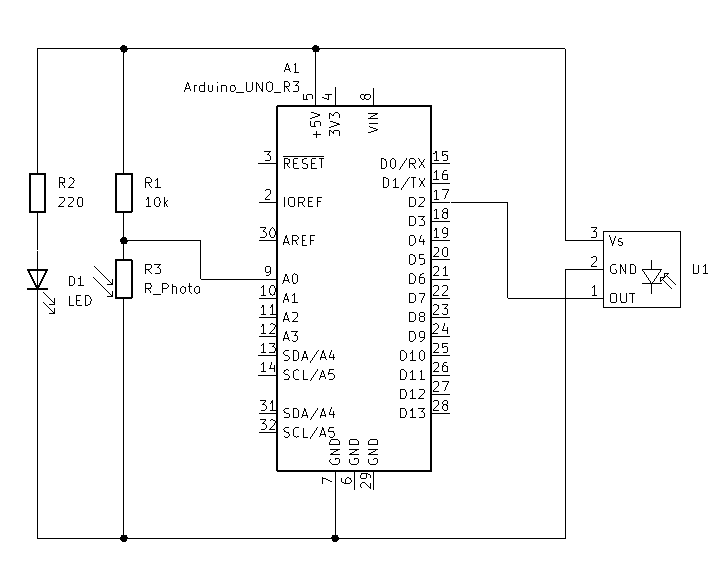 A1
Arduino_UNO_R3
5 4 8
+5V 3V3 VIN
3 RESET D0/RX 15
D1/TX 16
2 IOREF D2 17
D3 18
30 AREF D4 19
D5 20
9 A0 D6 21
10 A1 D7 22
11 A2 D8 23
12 A3 D9 24
13 SDA/A4 D10 25
14 SCL/A5 D11 26
D12 27
31 SDA/A4 D13 28
32 SCL/A5
GND GND GND
7 6 29
R2
220
R1
10k
D1
LED
R3
R_Photo
3 Vs
2 GND
1 OUT
U1